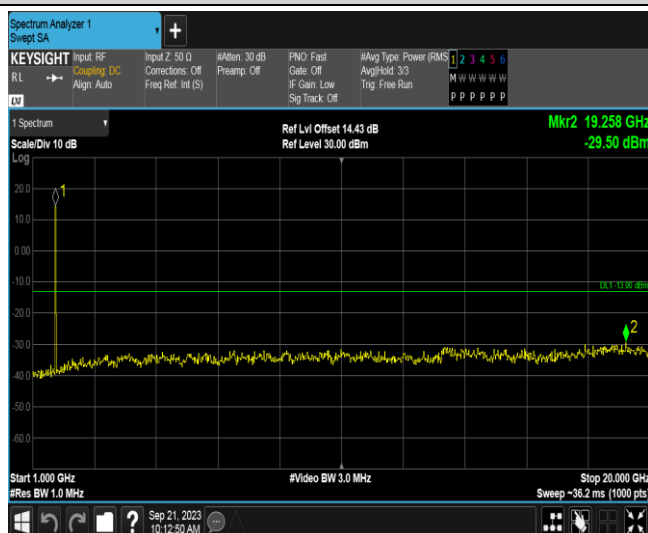 Spectrum Analyzer 1
Swept SA
+
KEYSIGHT
RL
LXI
Input: RF
Coupling: DC
Align: Auto
Input Z: 50 Ω
Corrections: Off
Freq Ref: Int (S)
#Atten: 30 dB
Preamp: Off
PNO: Fast
Gate: Off
IF Gain: Low
Sig Track: Off
#Avg Type: Power (RMS
Avg|Hold: 3/3
Trig: Free Run
1 2 3 4 5 6
M W W W W W
P P P P P P
1 Spectrum
Scale/Div 10 dB
Log
Ref Lvl Offset 14.43 dB
Ref Level 30.00 dBm
Mkr2 19.258 GHz
-29.50 dBm
20.0
10.0
0.00
-10.0
-20.0
-30.0
-40.0
-50.0
-60.0
1
DL1 -13.00 dBm
2
Start 1.000 GHz
#Res BW 1.0 MHz
#Video BW 3.0 MHz
Stop 20.000 GHz
Sweep ~36.2 ms (1000 pts)
?
Sep 21, 2023
10:12:50 AM